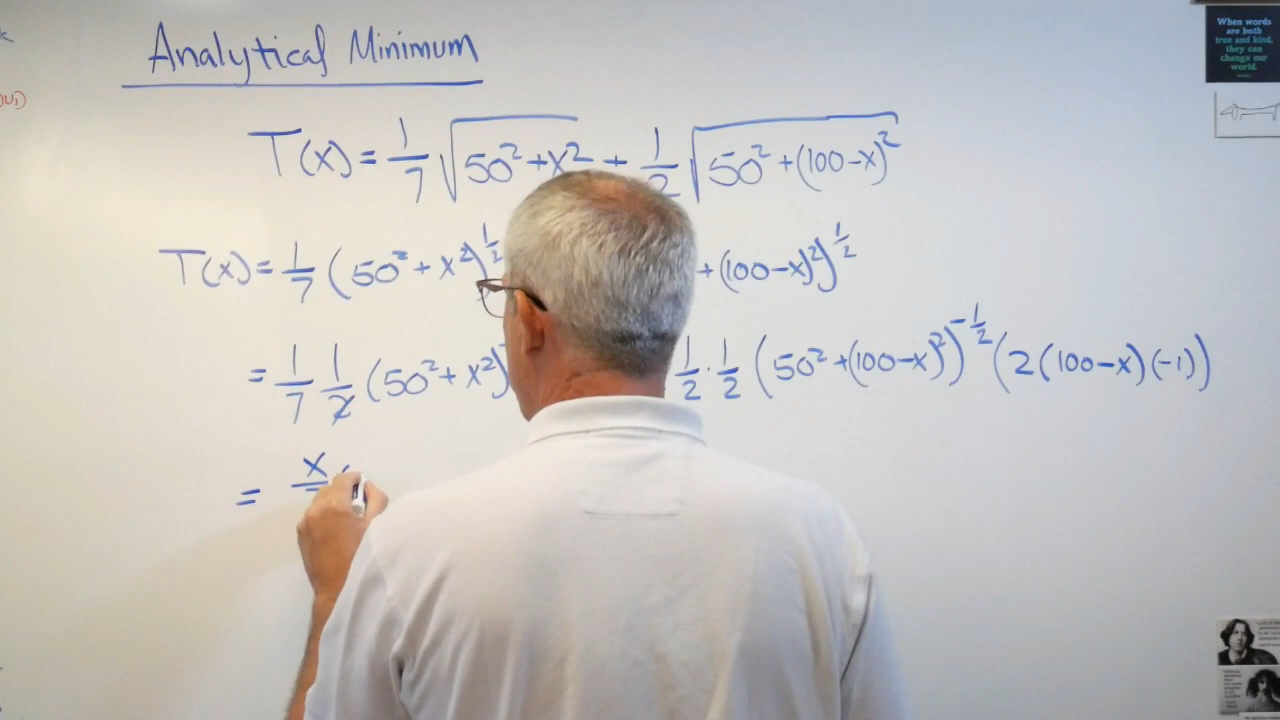 Analytical Minimum
T(x) = 1/7 √(50² + x²) + 1/2 √(50² + (100-x)²)
T(x) = 1/7 (50² + x²)^1/2 + (100-x)²)^1/2
= 1/7 1/2 (50² + x²) 1/2 · 1/2 (50² + (100-x)²)^-1/2 (2(100-x)(-1))
= x
When words
are both
true and kind,
they can
change our
world.